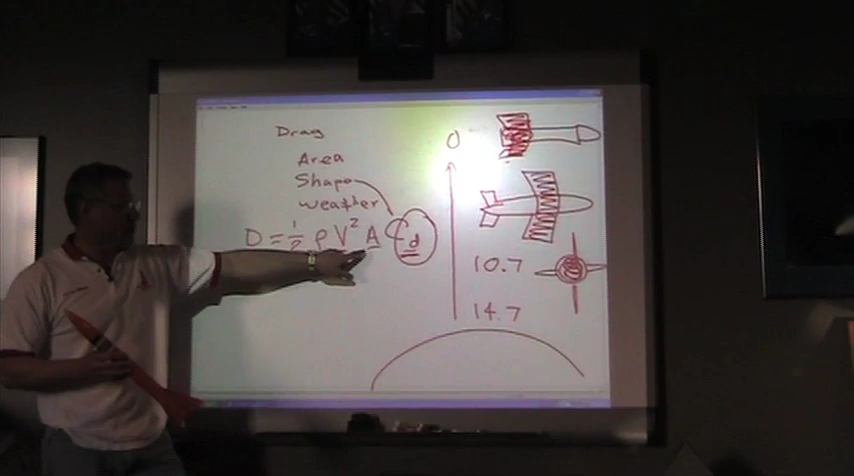 Drag
Area
Shape
weather
D = 1/2 ρ V² A Cd
0
10.7
14.7